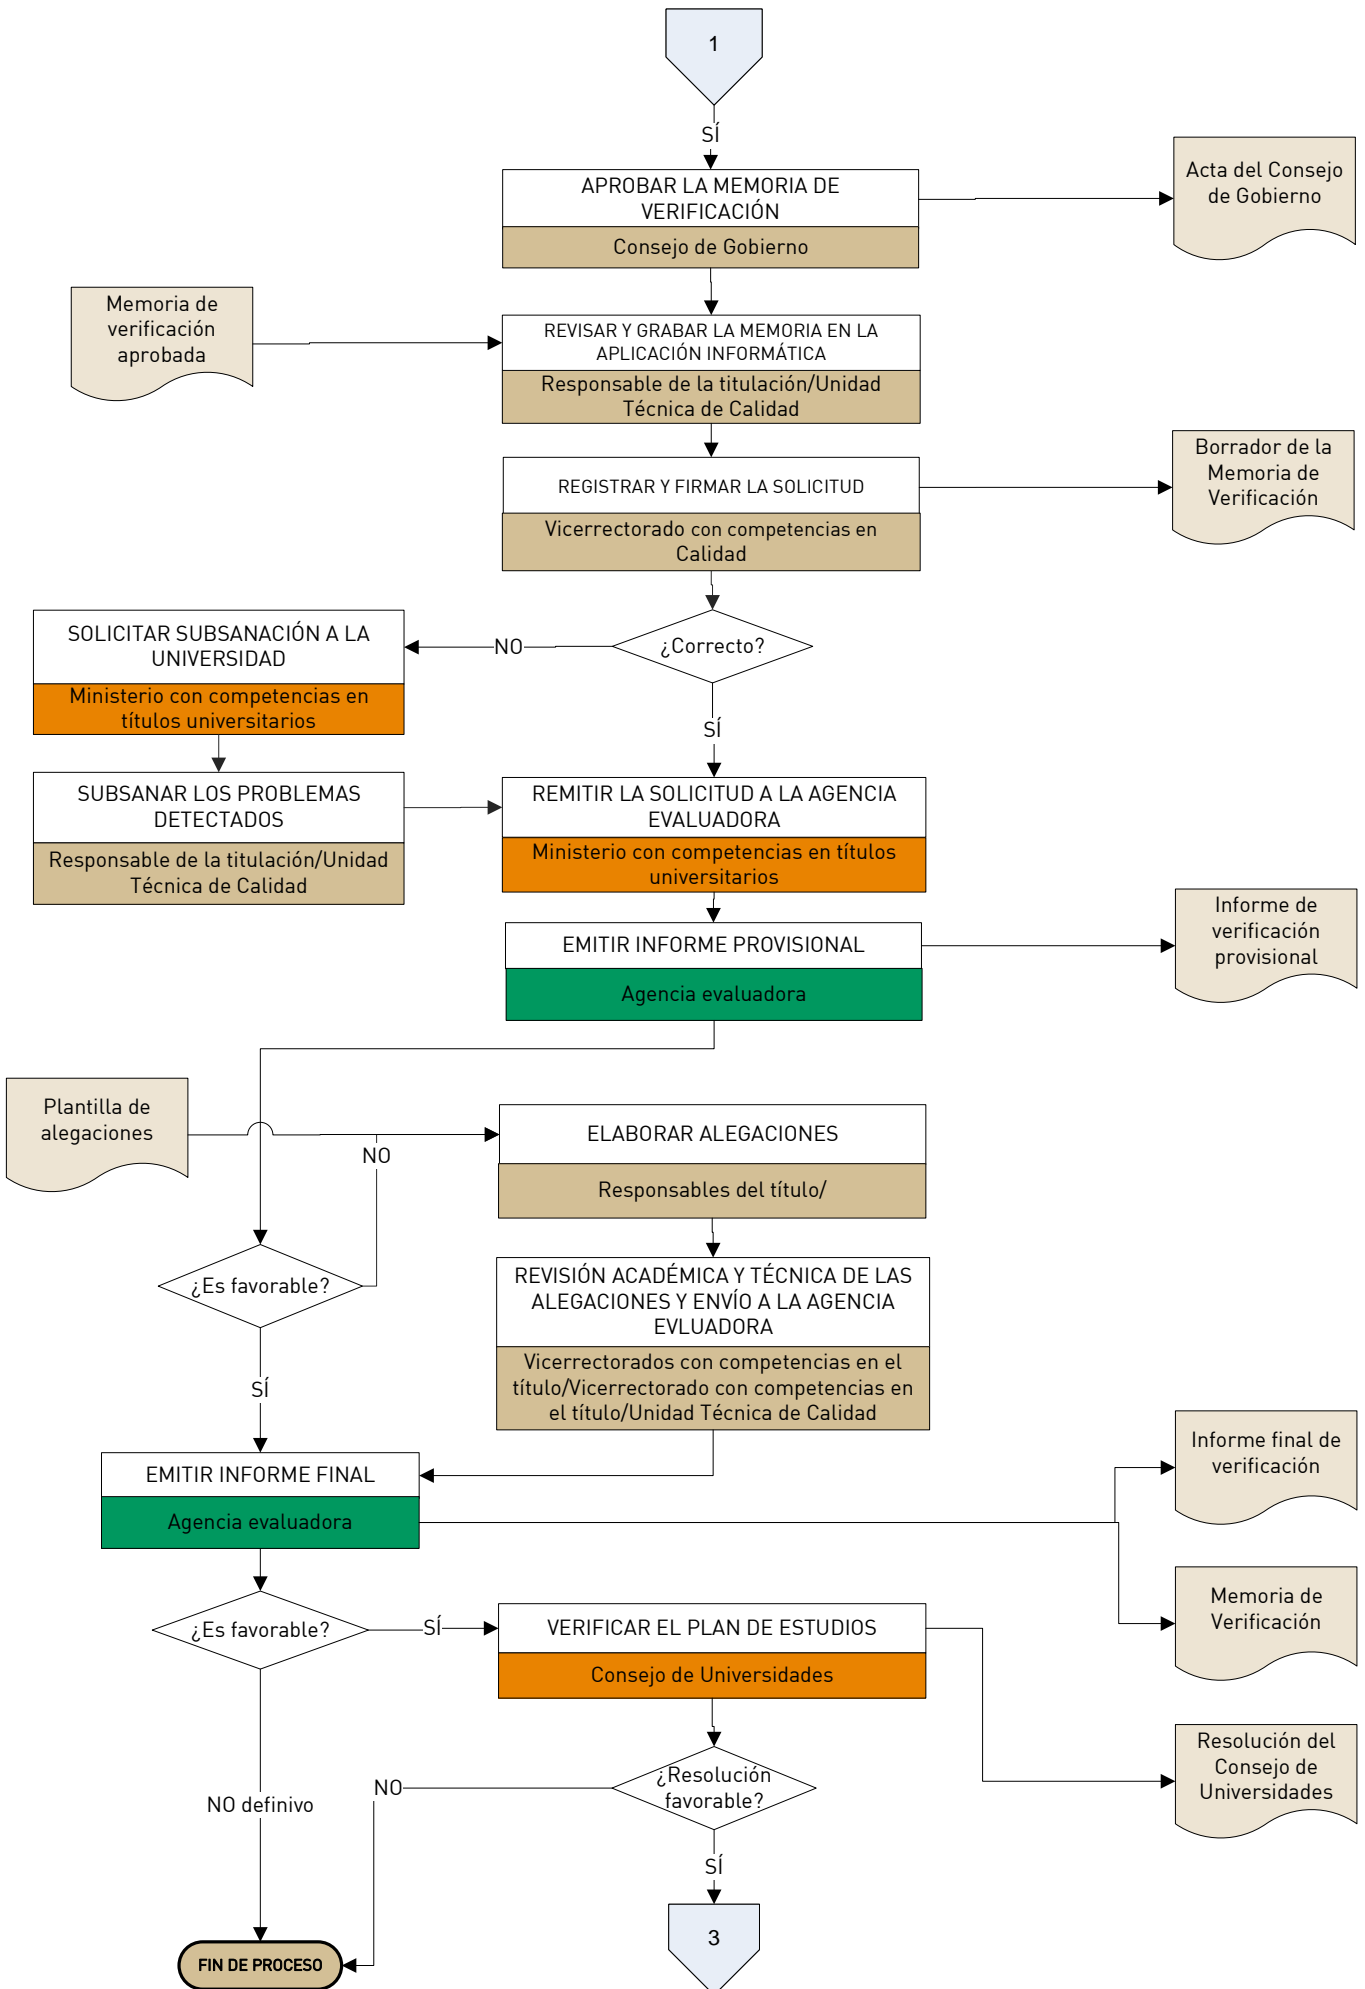 1
SÍ
APROBAR LA MEMORIA DE
VERIFICACIÓN
Consejo de Gobierno
Acta del Consejo
de Gobierno
Memoria de
verificación
aprobada
REVISAR Y GRABAR LA MEMORIA EN LA
APLICACIÓN INFORMÁTICA
Responsable de la titulación/Unidad
Técnica de Calidad
REGISTRAR Y FIRMAR LA SOLICITUD
Vicerrectorado con competencias en
Calidad
Borrador de la
Memoria de
Verificación
¿Correcto?
NO
SOLICITAR SUBSANACIÓN A LA
UNIVERSIDAD
Ministerio con competencias en
títulos universitarios
SÍ
SUBSANAR LOS PROBLEMAS
DETECTADOS
Responsable de la titulación/Unidad
Técnica de Calidad
REMITIR LA SOLICITUD A LA AGENCIA
EVALUADORA
Ministerio con competencias en títulos
universitarios
EMITIR INFORME PROVISIONAL
Agencia evaluadora
Informe de
verificación
provisional
Plantilla de
alegaciones
NO
ELABORAR ALEGACIONES
Responsables del título/
¿Es favorable?
REVISIÓN ACADÉMICA Y TÉCNICA DE LAS
ALEGACIONES Y ENVÍO A LA AGENCIA
EVLUADORA
Vicerrectorados con competencias en el
título/Vicerrectorado con competencias en
el título/Unidad Técnica de Calidad
SÍ
EMITIR INFORME FINAL
Agencia evaluadora
Informe final de
verificación
Memoria de
Verificación
¿Es favorable?
SÍ
VERIFICAR EL PLAN DE ESTUDIOS
Consejo de Universidades
Resolución del
Consejo de
Universidades
¿Resolución
favorable?
NO
NO definivo
SÍ
3
FIN DE PROCESO